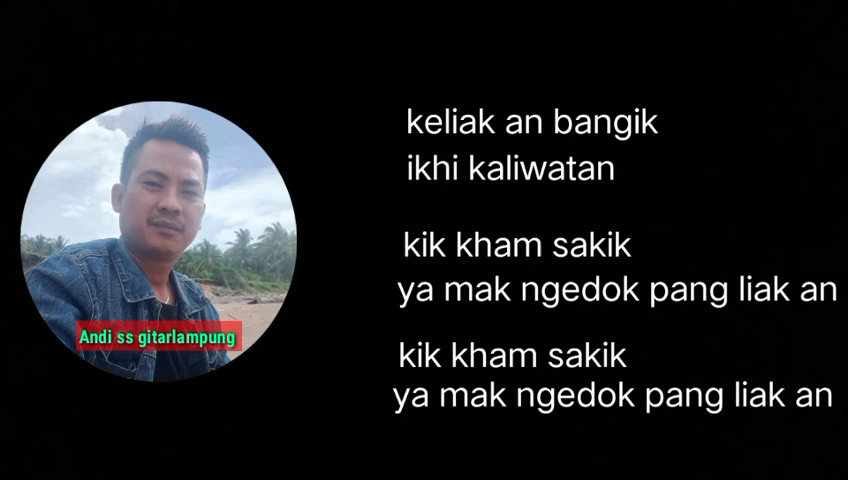 keliak an bangik
ikhi kaliwatan
kik kham sakik
ya mak ngedok pang liak an
kik kham sakik
ya mak ngedok pang liak an
Andi ss gitarlampung